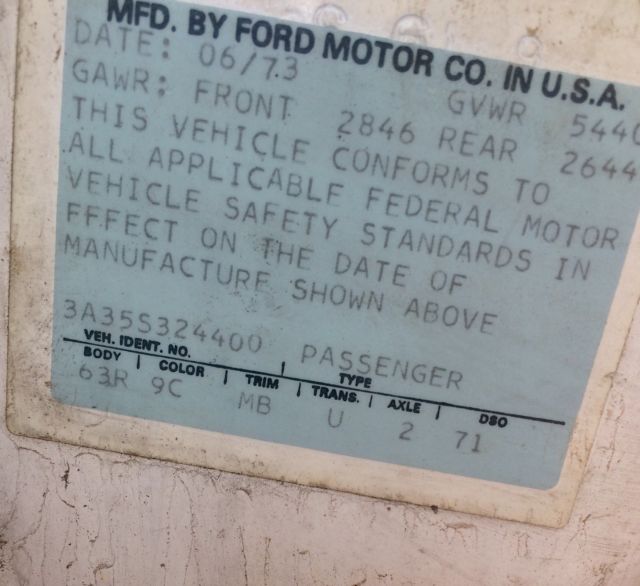 MFD. BY FORD MOTOR CO. IN U.S.A.
DATE: 06/73 GVWR 5440
GAWR: FRONT 2846 REAR 2644
THIS VEHICLE CONFORMS TO
ALL APPLICABLE FEDERAL MOTOR
VEHICLE SAFETY STANDARDS IN
EFFECT ON THE DATE OF
MANUFACTURE SHOWN ABOVE
3A35S324400 PASSENGER
VEH. IDENT. NO. TYPE
BODY COLOR TRIM TRANS. AXLE DSO
63R 9C MB U 2 71